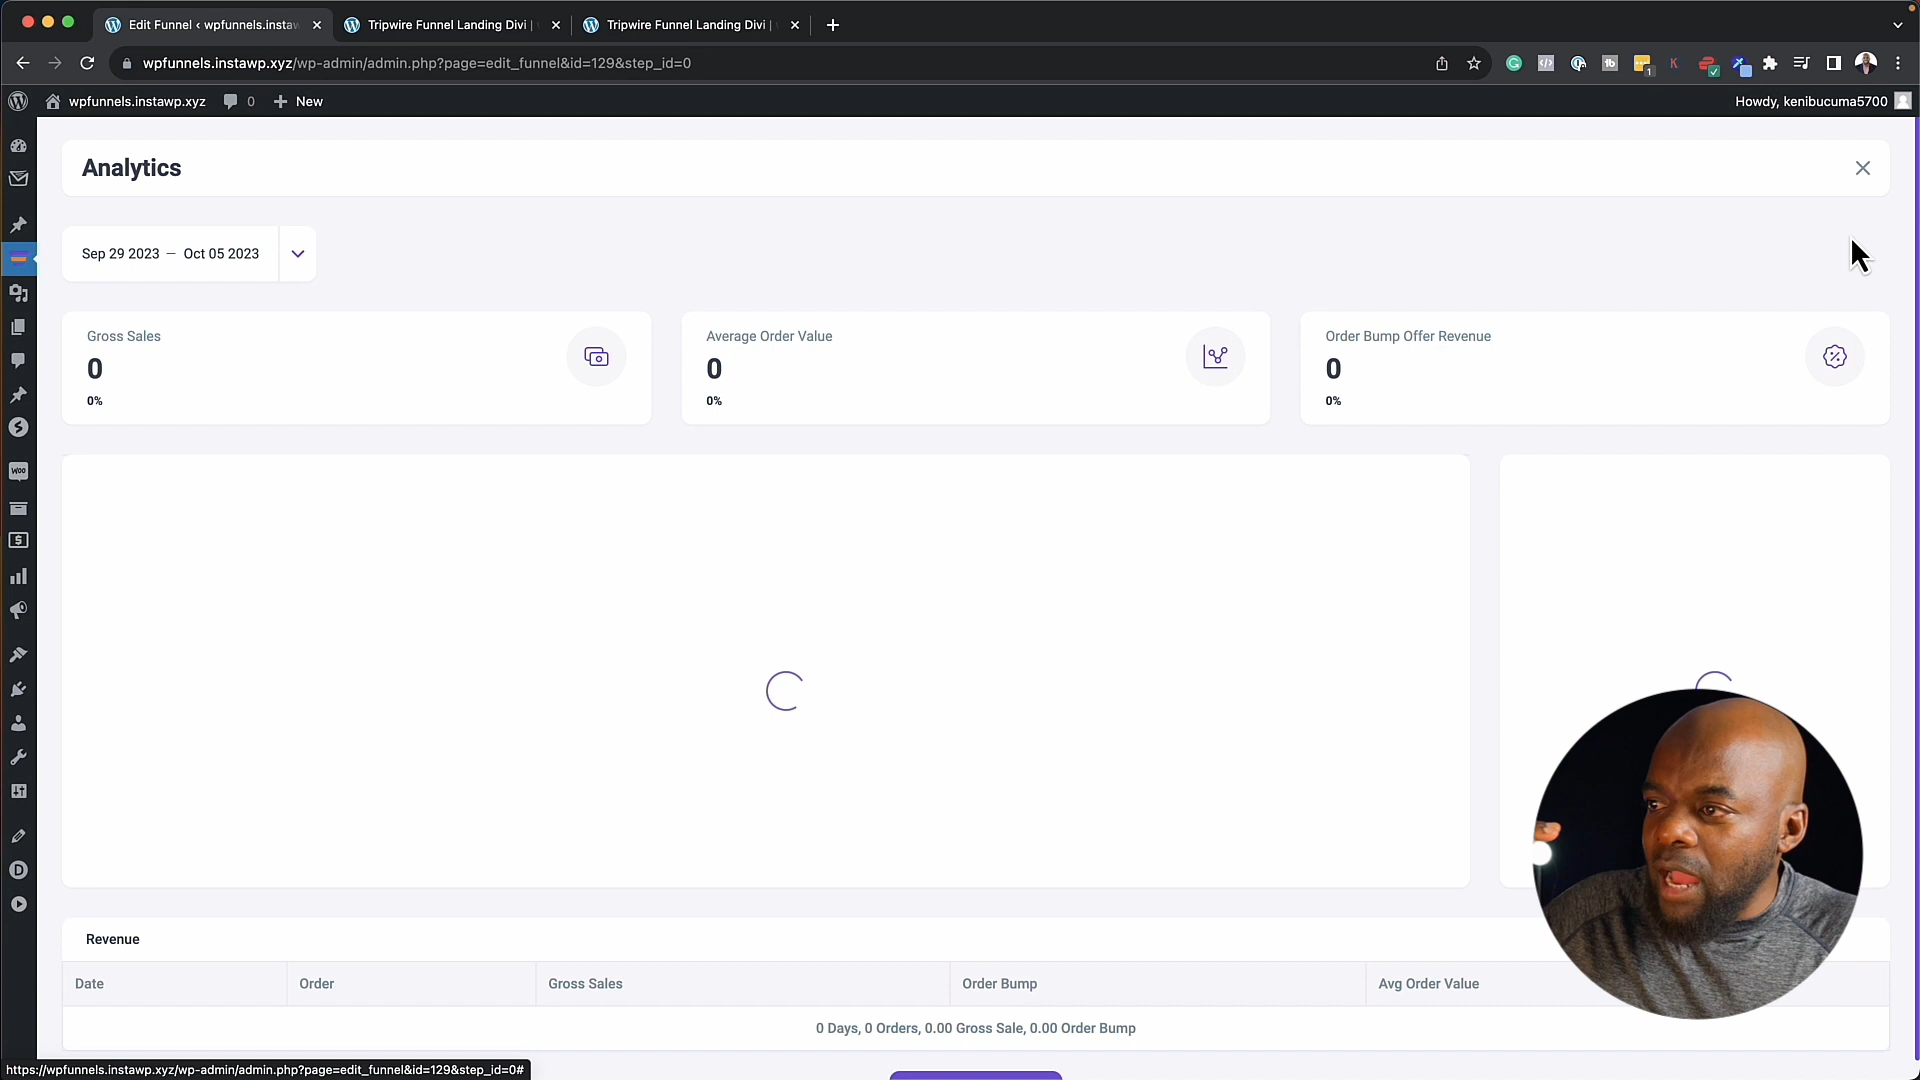 Edit Funnel ‹ wpfunnels.instaw
Tripwire Funnel Landing Divi |
Tripwire Funnel Landing Divi |
wpfunnels.instawp.xyz/wp-admin/admin.php?page=edit_funnel&id=129&step_id=0
wpfunnels.instawp.xyz
0
New
Howdy, kenibucuma5700
Analytics
Sep 29 2023 — Oct 05 2023
Gross Sales
0
0%
Average Order Value
0
0%
Order Bump Offer Revenue
0
0%
Revenue
Date
Order
Gross Sales
Order Bump
Avg Order Value
0 Days, 0 Orders, 0.00 Gross Sale, 0.00 Order Bump
https://wpfunnels.instawp.xyz/wp-admin/admin.php?page=edit_funnel&id=129&step_id=0#